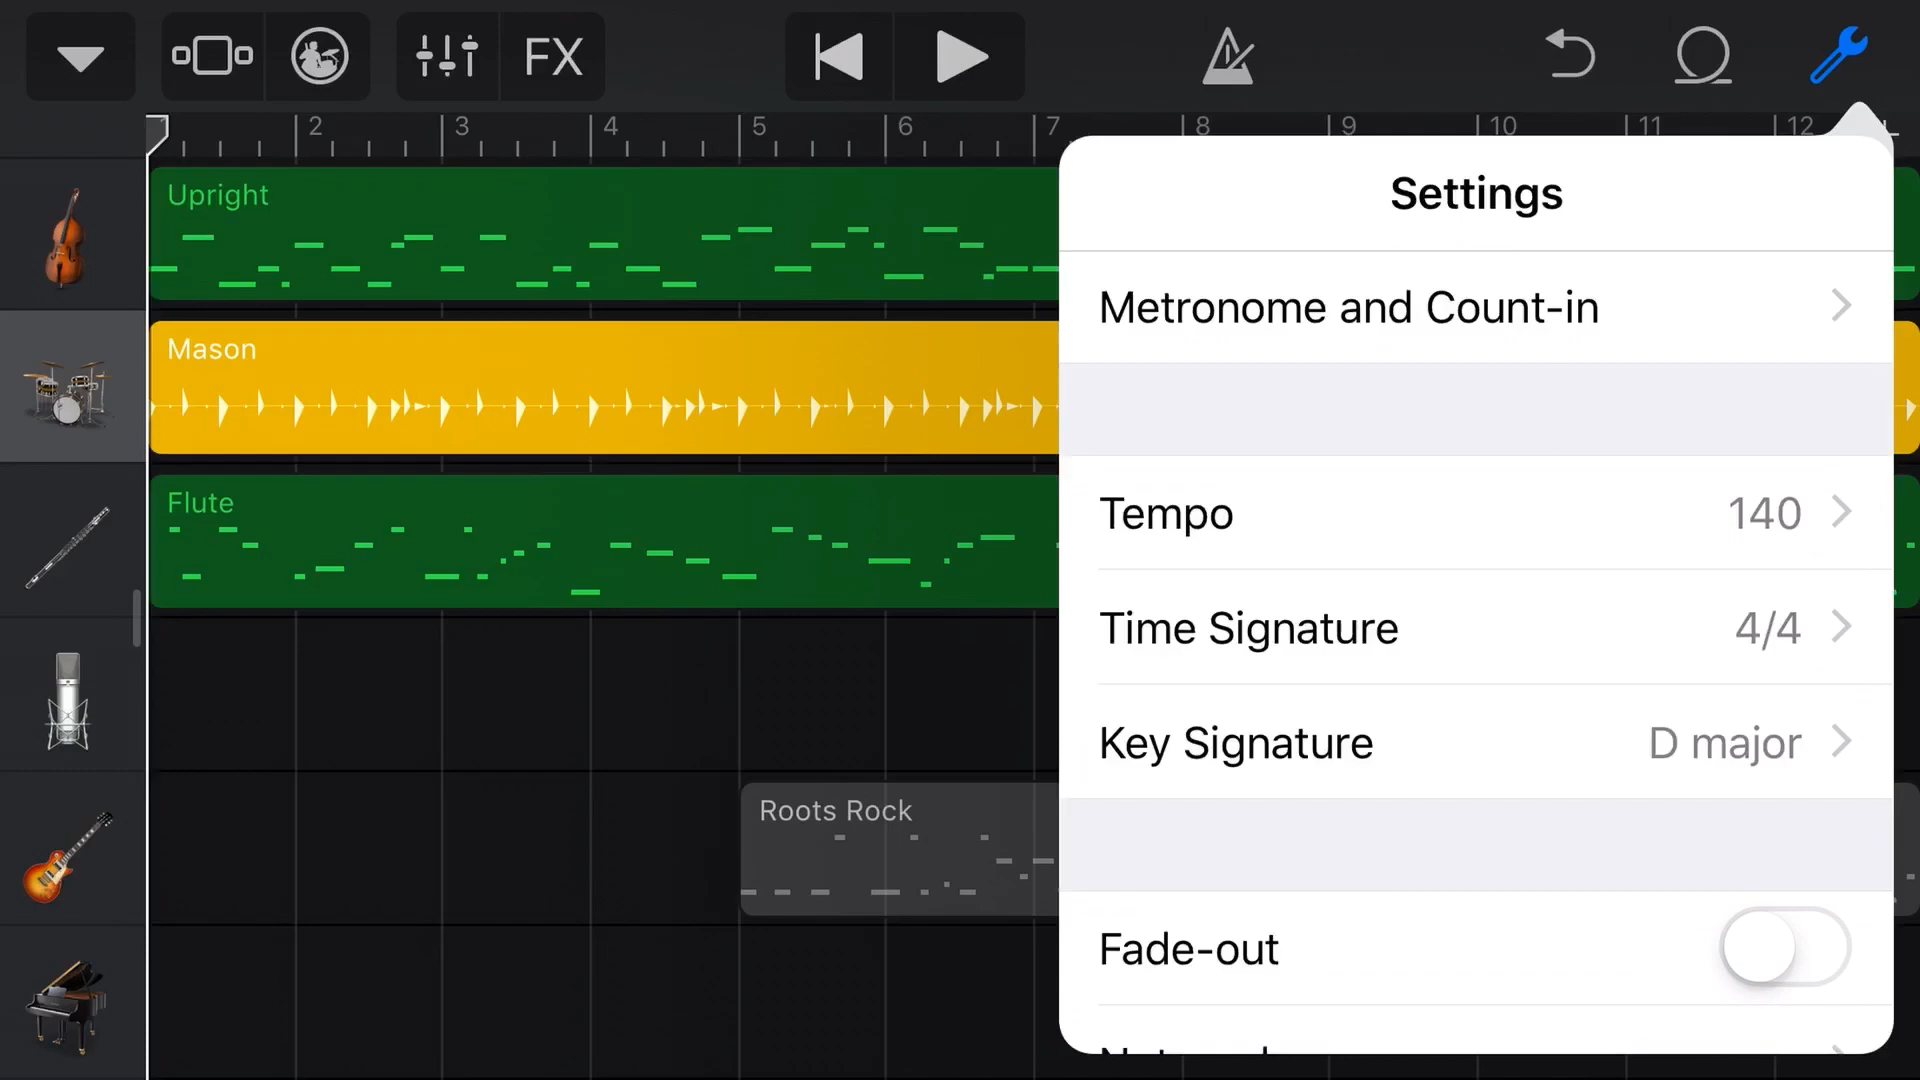 FX
2 3 4 5 6 7 8 9 10 11 12
Upright
Settings
Metronome and Count-in
Mason
Flute
Tempo 140
Time Signature 4/4
Key Signature D major
Roots Rock
Fade-out